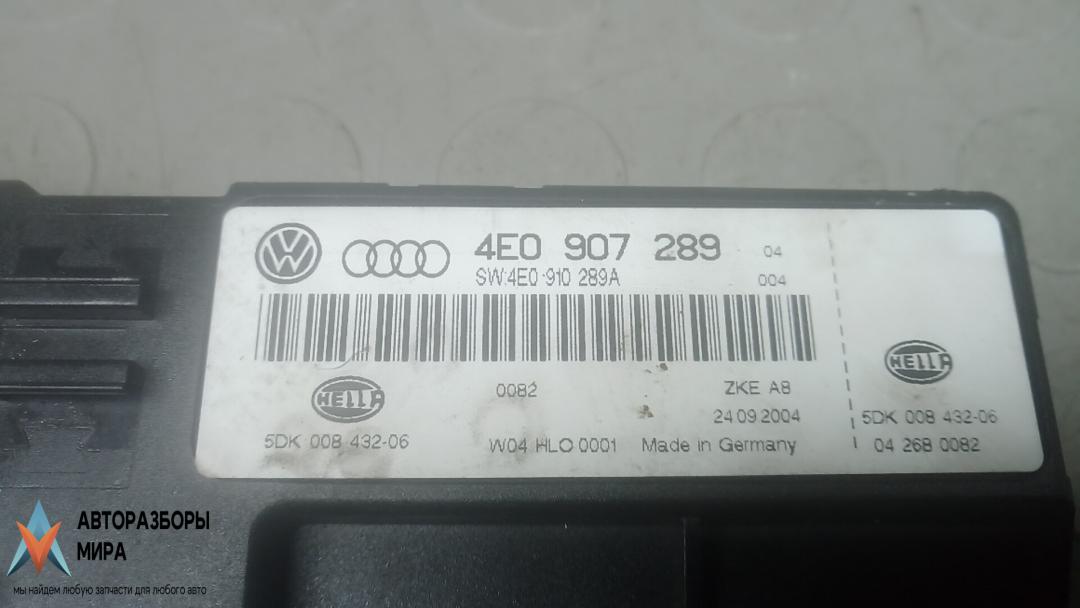 4E0 907 289 04
SW:4E0 910 289A 004
HELLA 0082 ZKE A8
24.09.2004
5DK 008 432-06 W04 HLO 0001 Made in Germany
HELLA
5DK 008 432-06
04 268 0082
АВТОРАЗБОРЫ
МИРА
мы найдем любую запчасти для любого авто